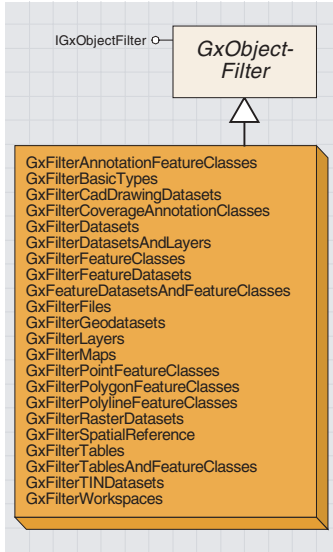 IGxObjectFilter
GxObject-
Filter
GxFilterAnnotationFeatureClasses
GxFilterBasicTypes
GxFilterCadDrawingDatasets
GxFilterCoverageAnnotationClasses
GxFilterDatasets
GxFilterDatasetsAndLayers
GxFilterFeatureClasses
GxFilterFeatureDatasets
GxFeatureDatasetsAndFeatureClasses
GxFilterFiles
GxFilterGeodatasets
GxFilterLayers
GxFilterMaps
GxFilterPointFeatureClasses
GxFilterPolygonFeatureClasses
GxFilterPolylineFeatureClasses
GxFilterRasterDatasets
GxFilterSpatialReference
GxFilterTables
GxFilterTablesAndFeatureClasses
GxFilterTINDatasets
GxFilterWorkspaces